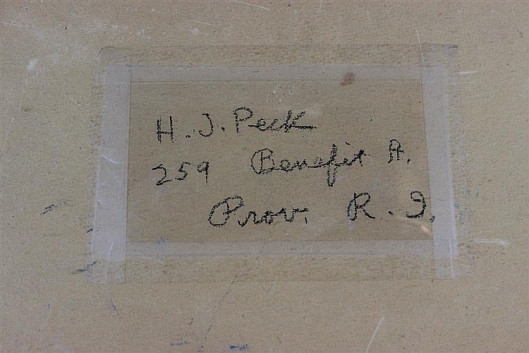 H. J. Peck
259 Benefit St.
Prov. R. I.